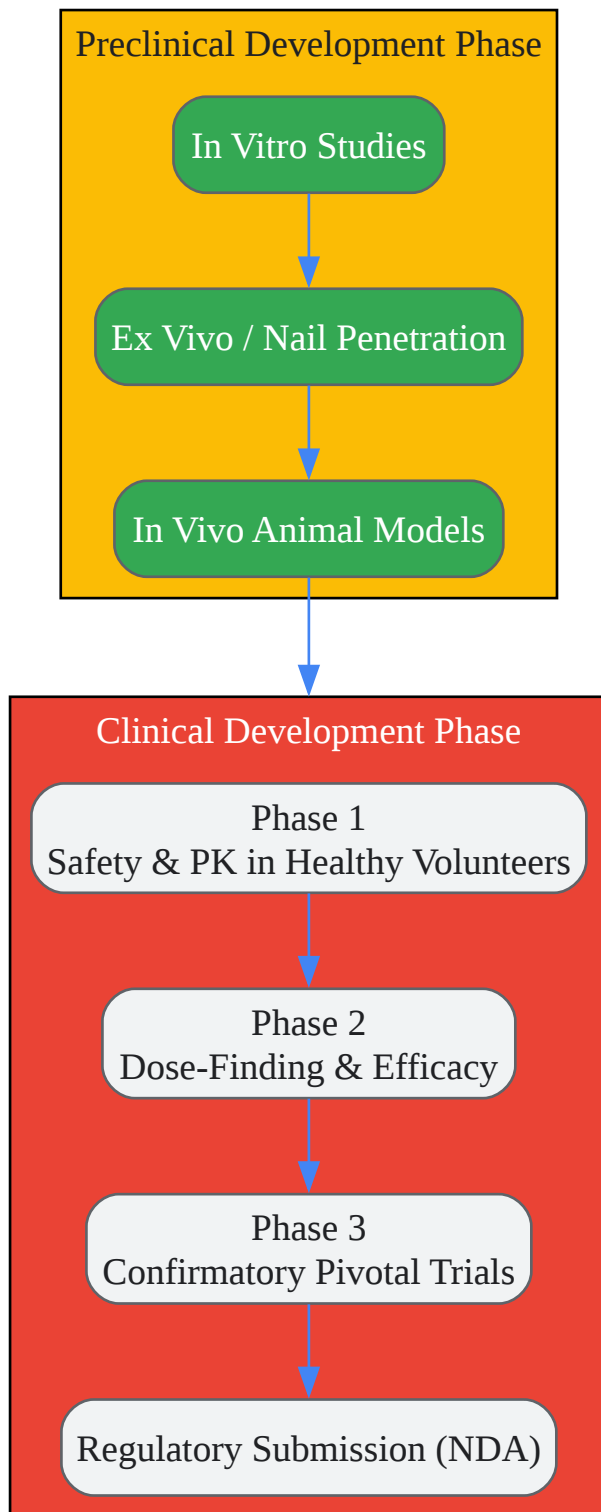 Preclinical Development Phase
In Vitro Studies
Ex Vivo / Nail Penetration
In Vivo Animal Models
Clinical Development Phase
Phase 1
Safety & PK in Healthy Volunteers
Phase 2
Dose-Finding & Efficacy
Phase 3
Confirmatory Pivotal Trials
Regulatory Submission (NDA)